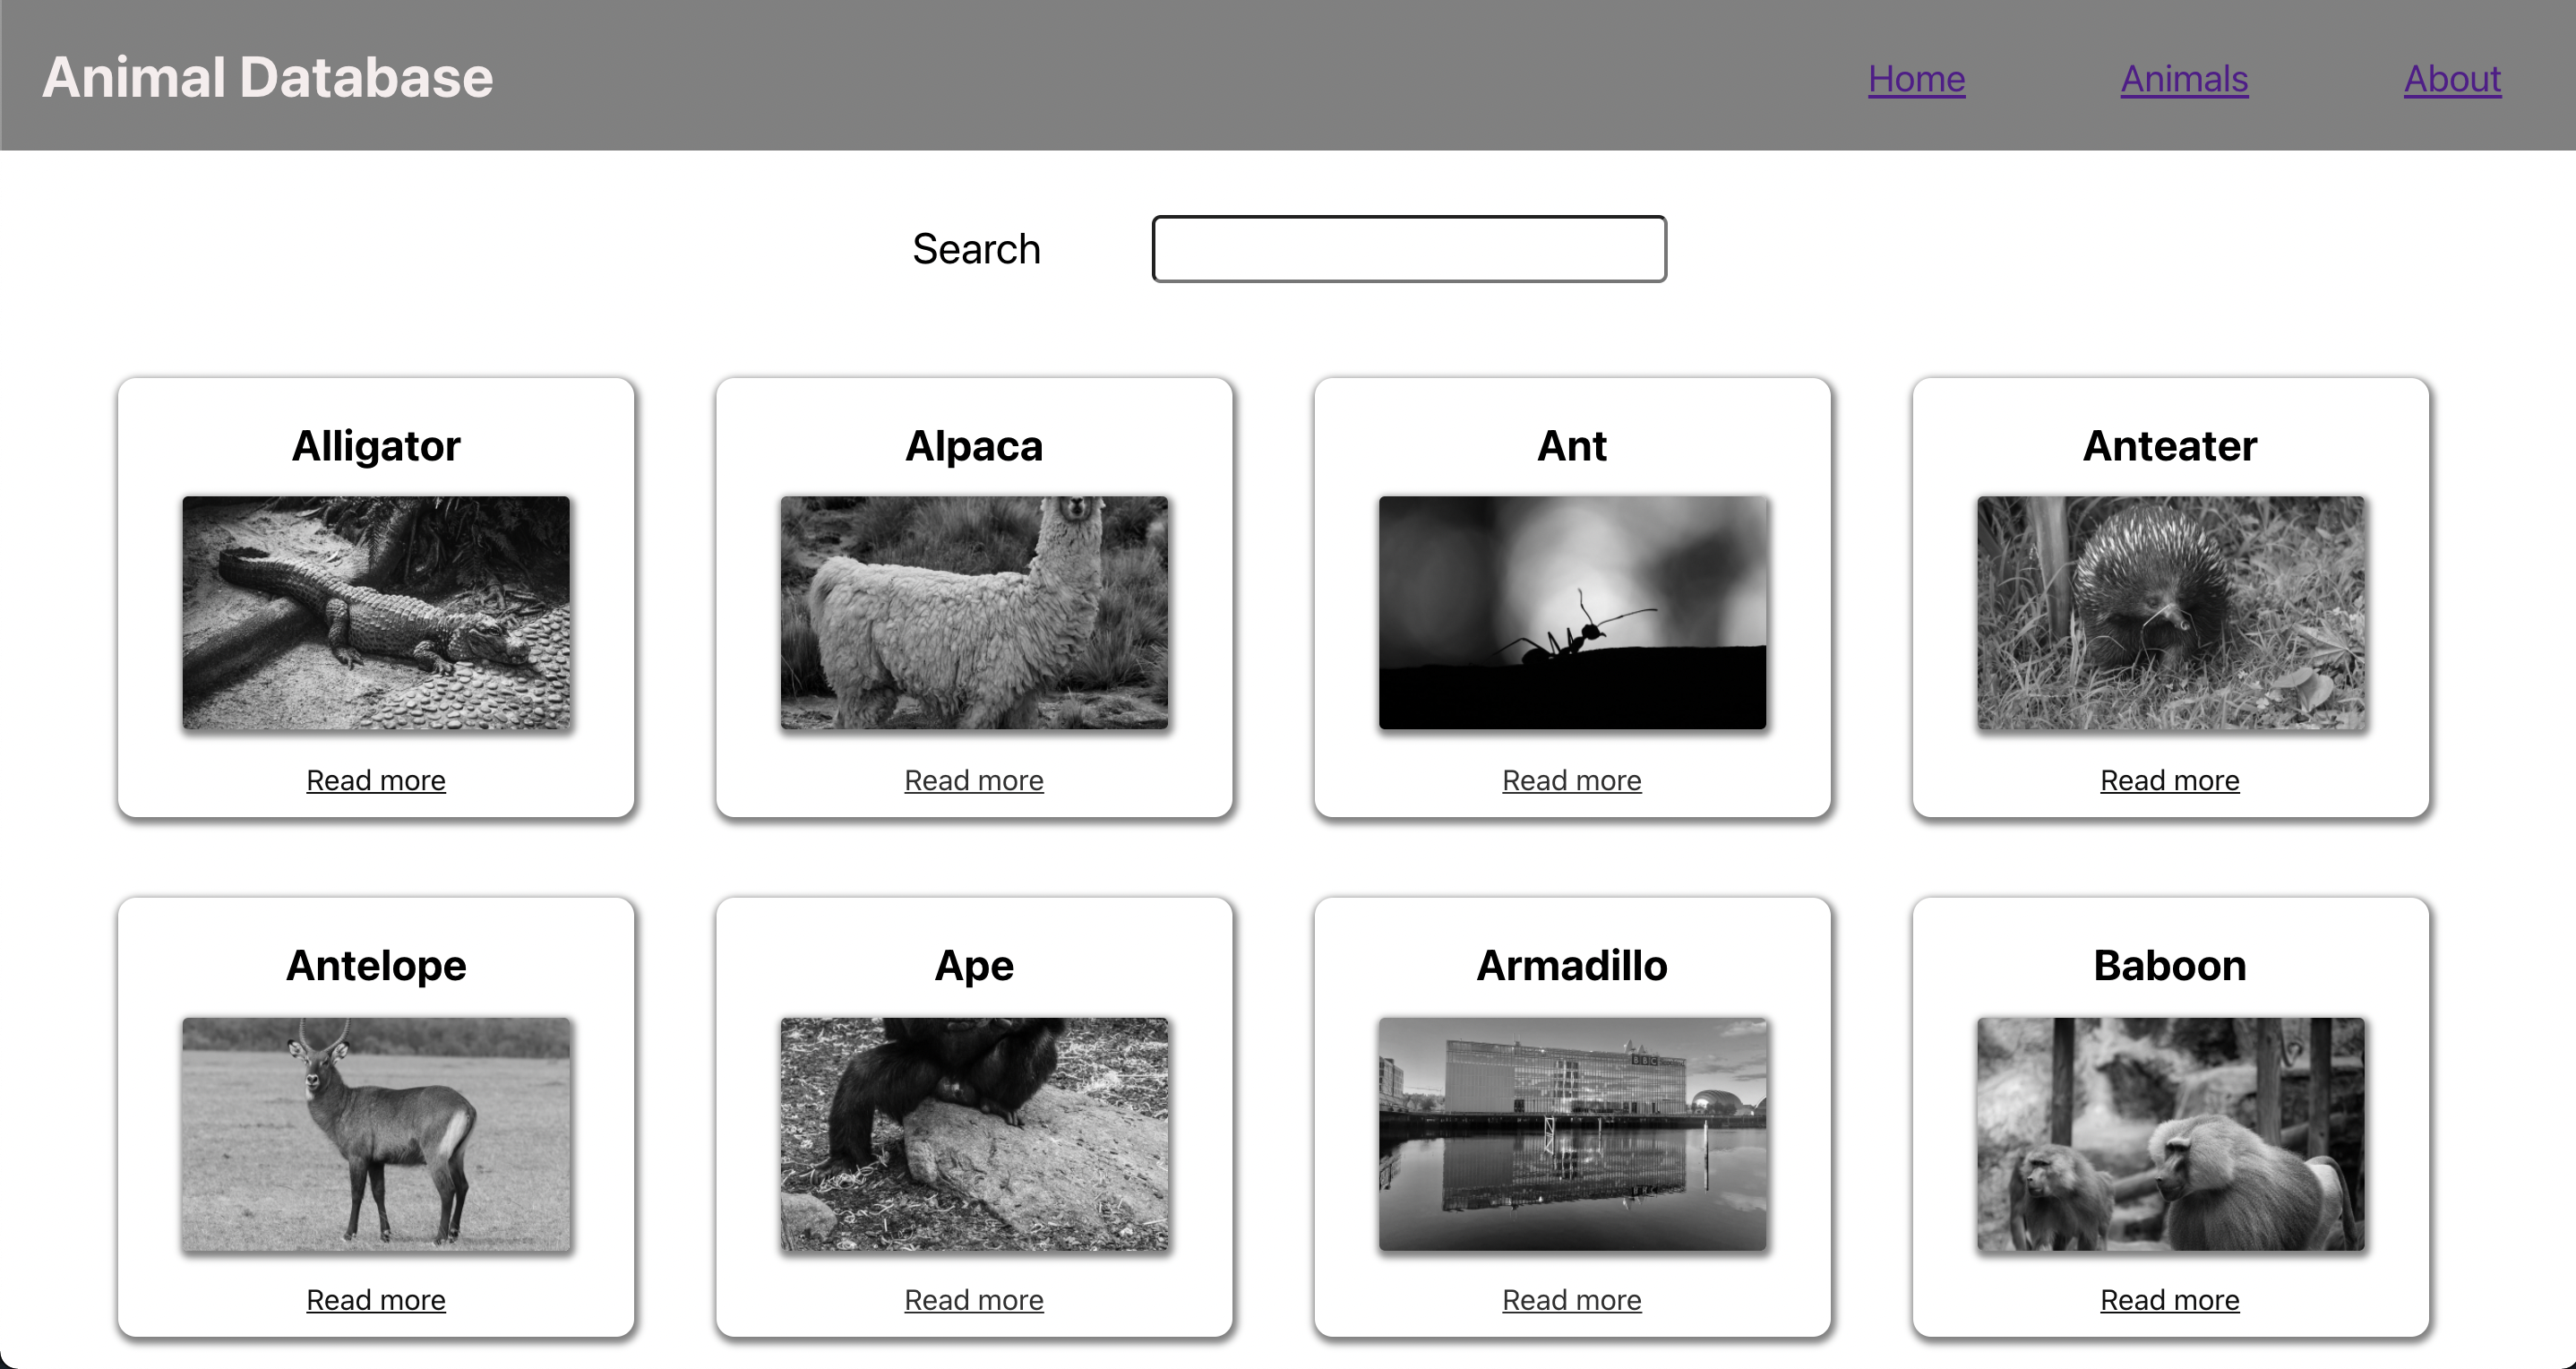 Animal Database
Home
Animals
About
Search
Alligator
Alpaca
Ant
Anteater
Read more
Read more
Read more
Read more
Antelope
Ape
Armadillo
Baboon
BBC
Read more
Read more
Read more
Read more